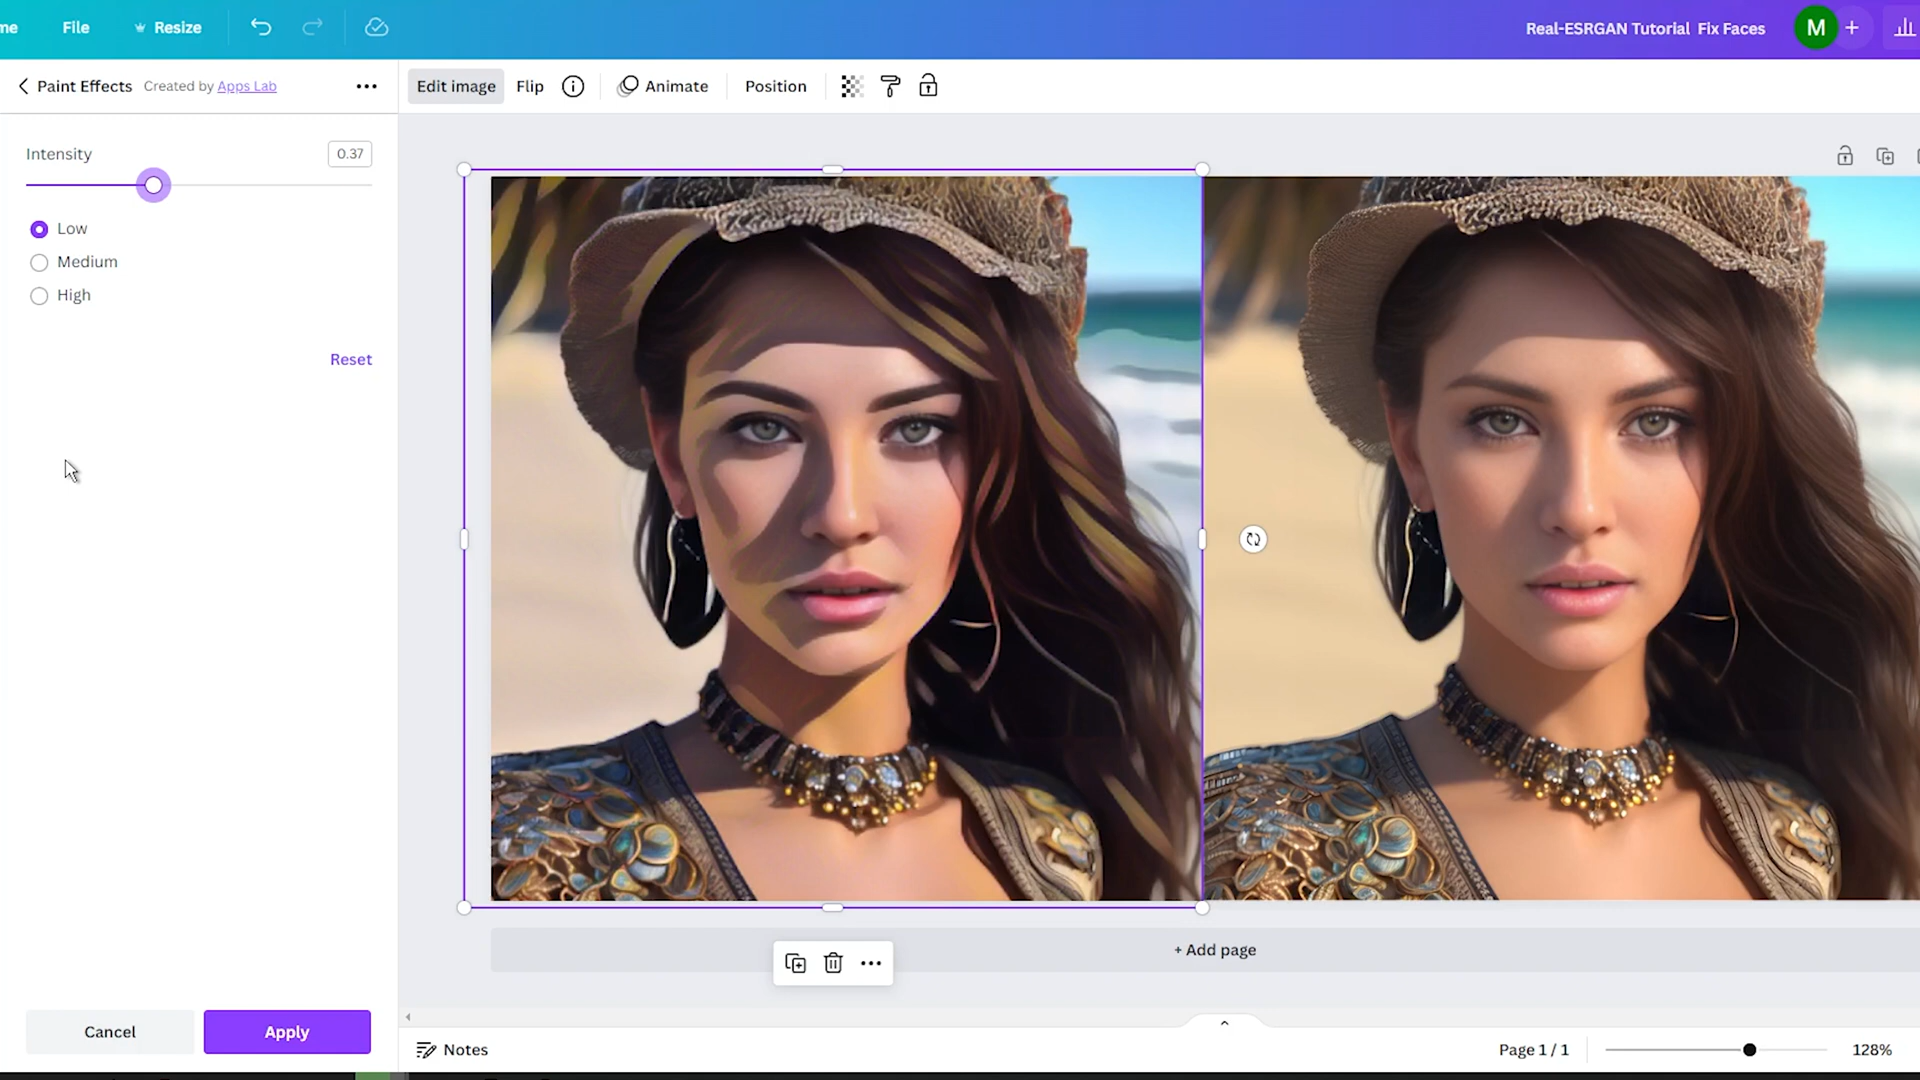 me File Resize Real-ESRGAN Tutorial Fix Faces M +
Paint Effects Created by Apps Lab ... Edit image Flip Animate Position
Intensity 0.37
Low
Medium
High
Reset
+ Add page
Cancel Apply
Notes Page 1 / 1 128%